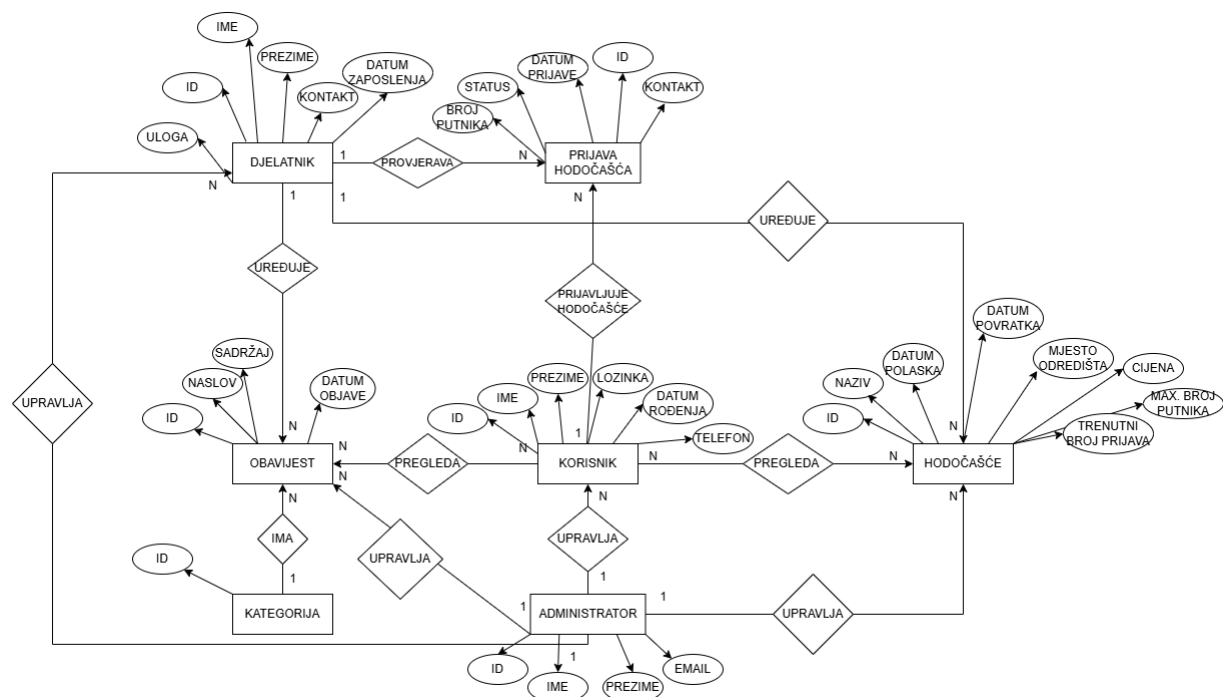 IME
PREZIME
DATUM
ZAPOSLENJA
ID
KONTAKT
ULOGA
DJELATNIK
N
1
1
1
PROVJERAVA
N
STATUS
DATUM
PRIJAVE
ID
KONTAKT
BROJ
PUTNIKA
PRIJAVA
HODOČAŠĆA
N
UREĐUJE
UREĐUJE
PRIJAVLJUJE
HODOČAŠĆE
UPRAVLJA
SADRŽAJ
NASLOV
DATUM
OBJAVE
ID
N
N
OBAVIJEST
N
N
PREGLEDA
PREZIME
LOZINKA
IME
DATUM
ROĐENJA
ID
TELEFON
1
KORISNIK
N
N
PREGLEDA
N
DATUM
POVRATKA
DATUM
POLASKA
MJESTO
ODREDIŠTA
CIJENA
NAZIV
MAX. BROJ
PUTNIKA
ID
TRENUTNI
BROJ PRIJAVA
N
HODOČAŠĆE
N
IMA
1
ID
KATEGORIJA
UPRAVLJA
UPRAVLJA
1
1
1
ADMINISTRATOR
UPRAVLJA
1
ID
IME
PREZIME
EMAIL